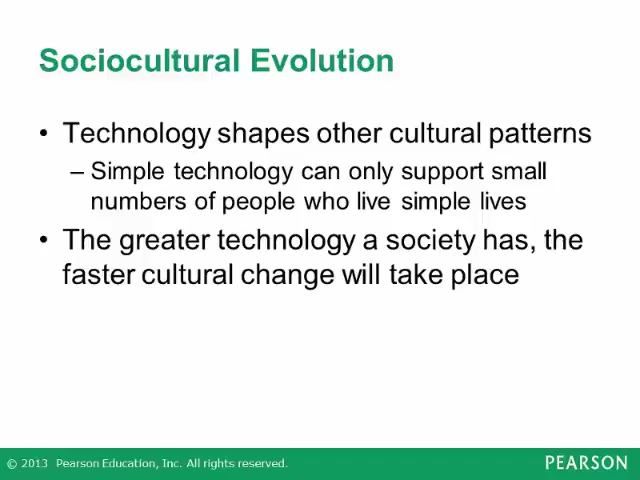 Sociocultural Evolution
• Technology shapes other cultural patterns
– Simple technology can only support small
numbers of people who live simple lives
• The greater technology a society has, the
faster cultural change will take place
© 2013 Pearson Education, Inc. All rights reserved.
PEARSON